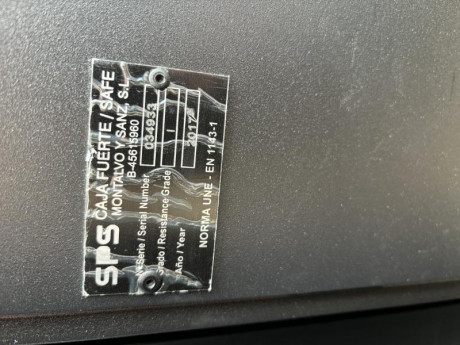 SPS
CAJA FUERTE / SAFE
MONTALVO Y SANZ, S.L.
B-45615960
NºSerie / Serial Number 034933
Grado / Resistance Grade I
Año / Year 2017
NORMA UNE - EN 1143-1